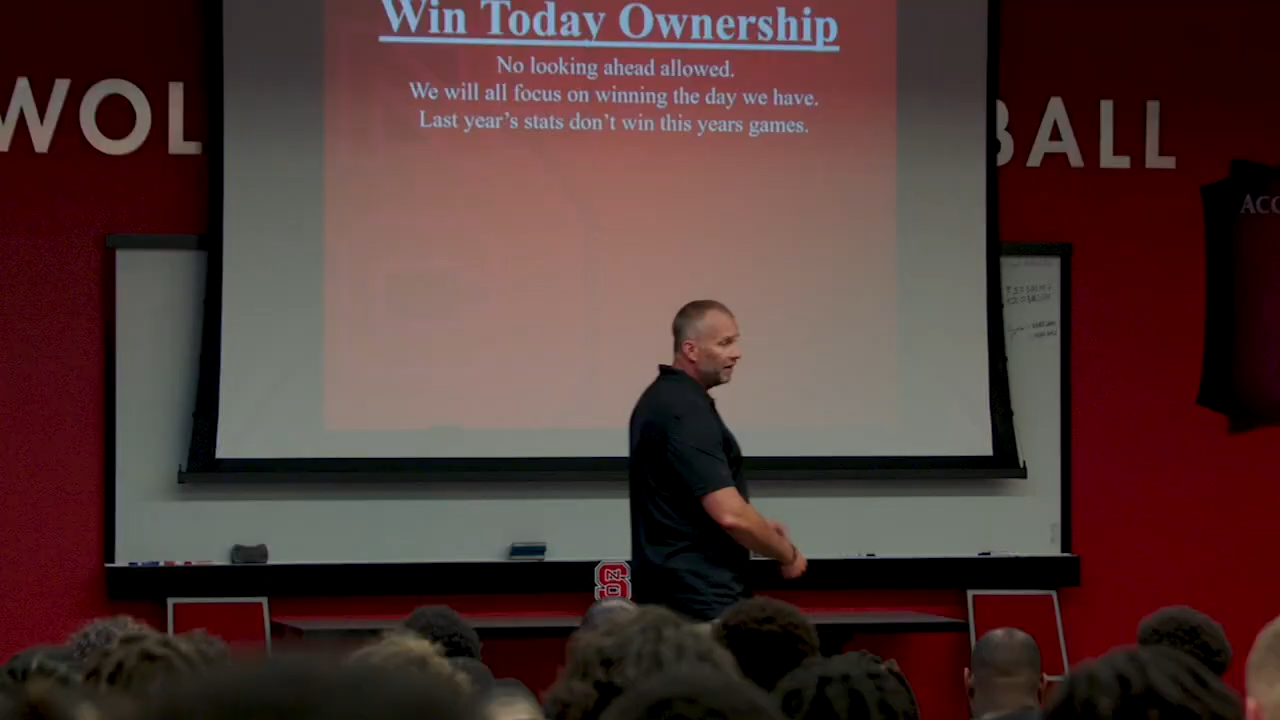 Win Today Ownership
No looking ahead allowed.
We will all focus on winning the day we have.
Last year's stats don't win this years games.
WOL
BALL
ACC
NC
S